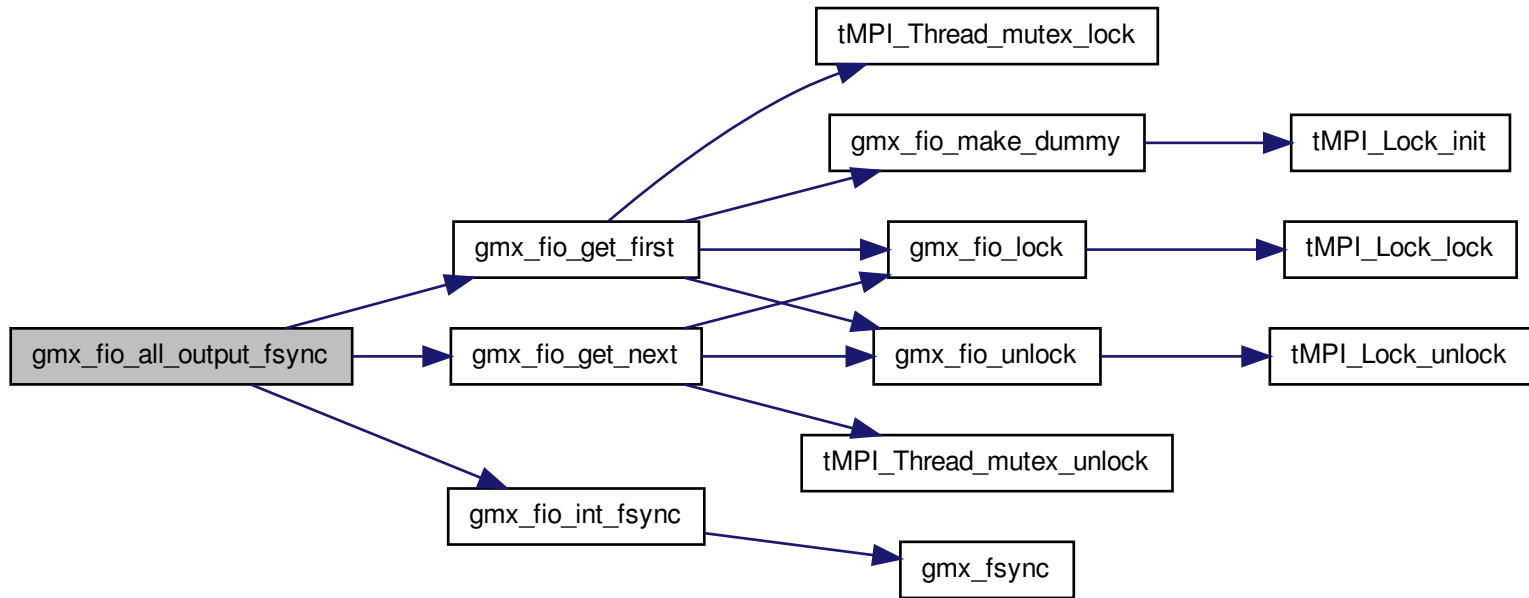 tMPI_Thread_mutex_lock
gmx_fio_make_dummy
tMPI_Lock_init
gmx_fio_get_first
gmx_fio_lock
tMPI_Lock_lock
gmx_fio_all_output_fsync
gmx_fio_get_next
gmx_fio_unlock
tMPI_Lock_unlock
tMPI_Thread_mutex_unlock
gmx_fio_int_fsync
gmx_fsync